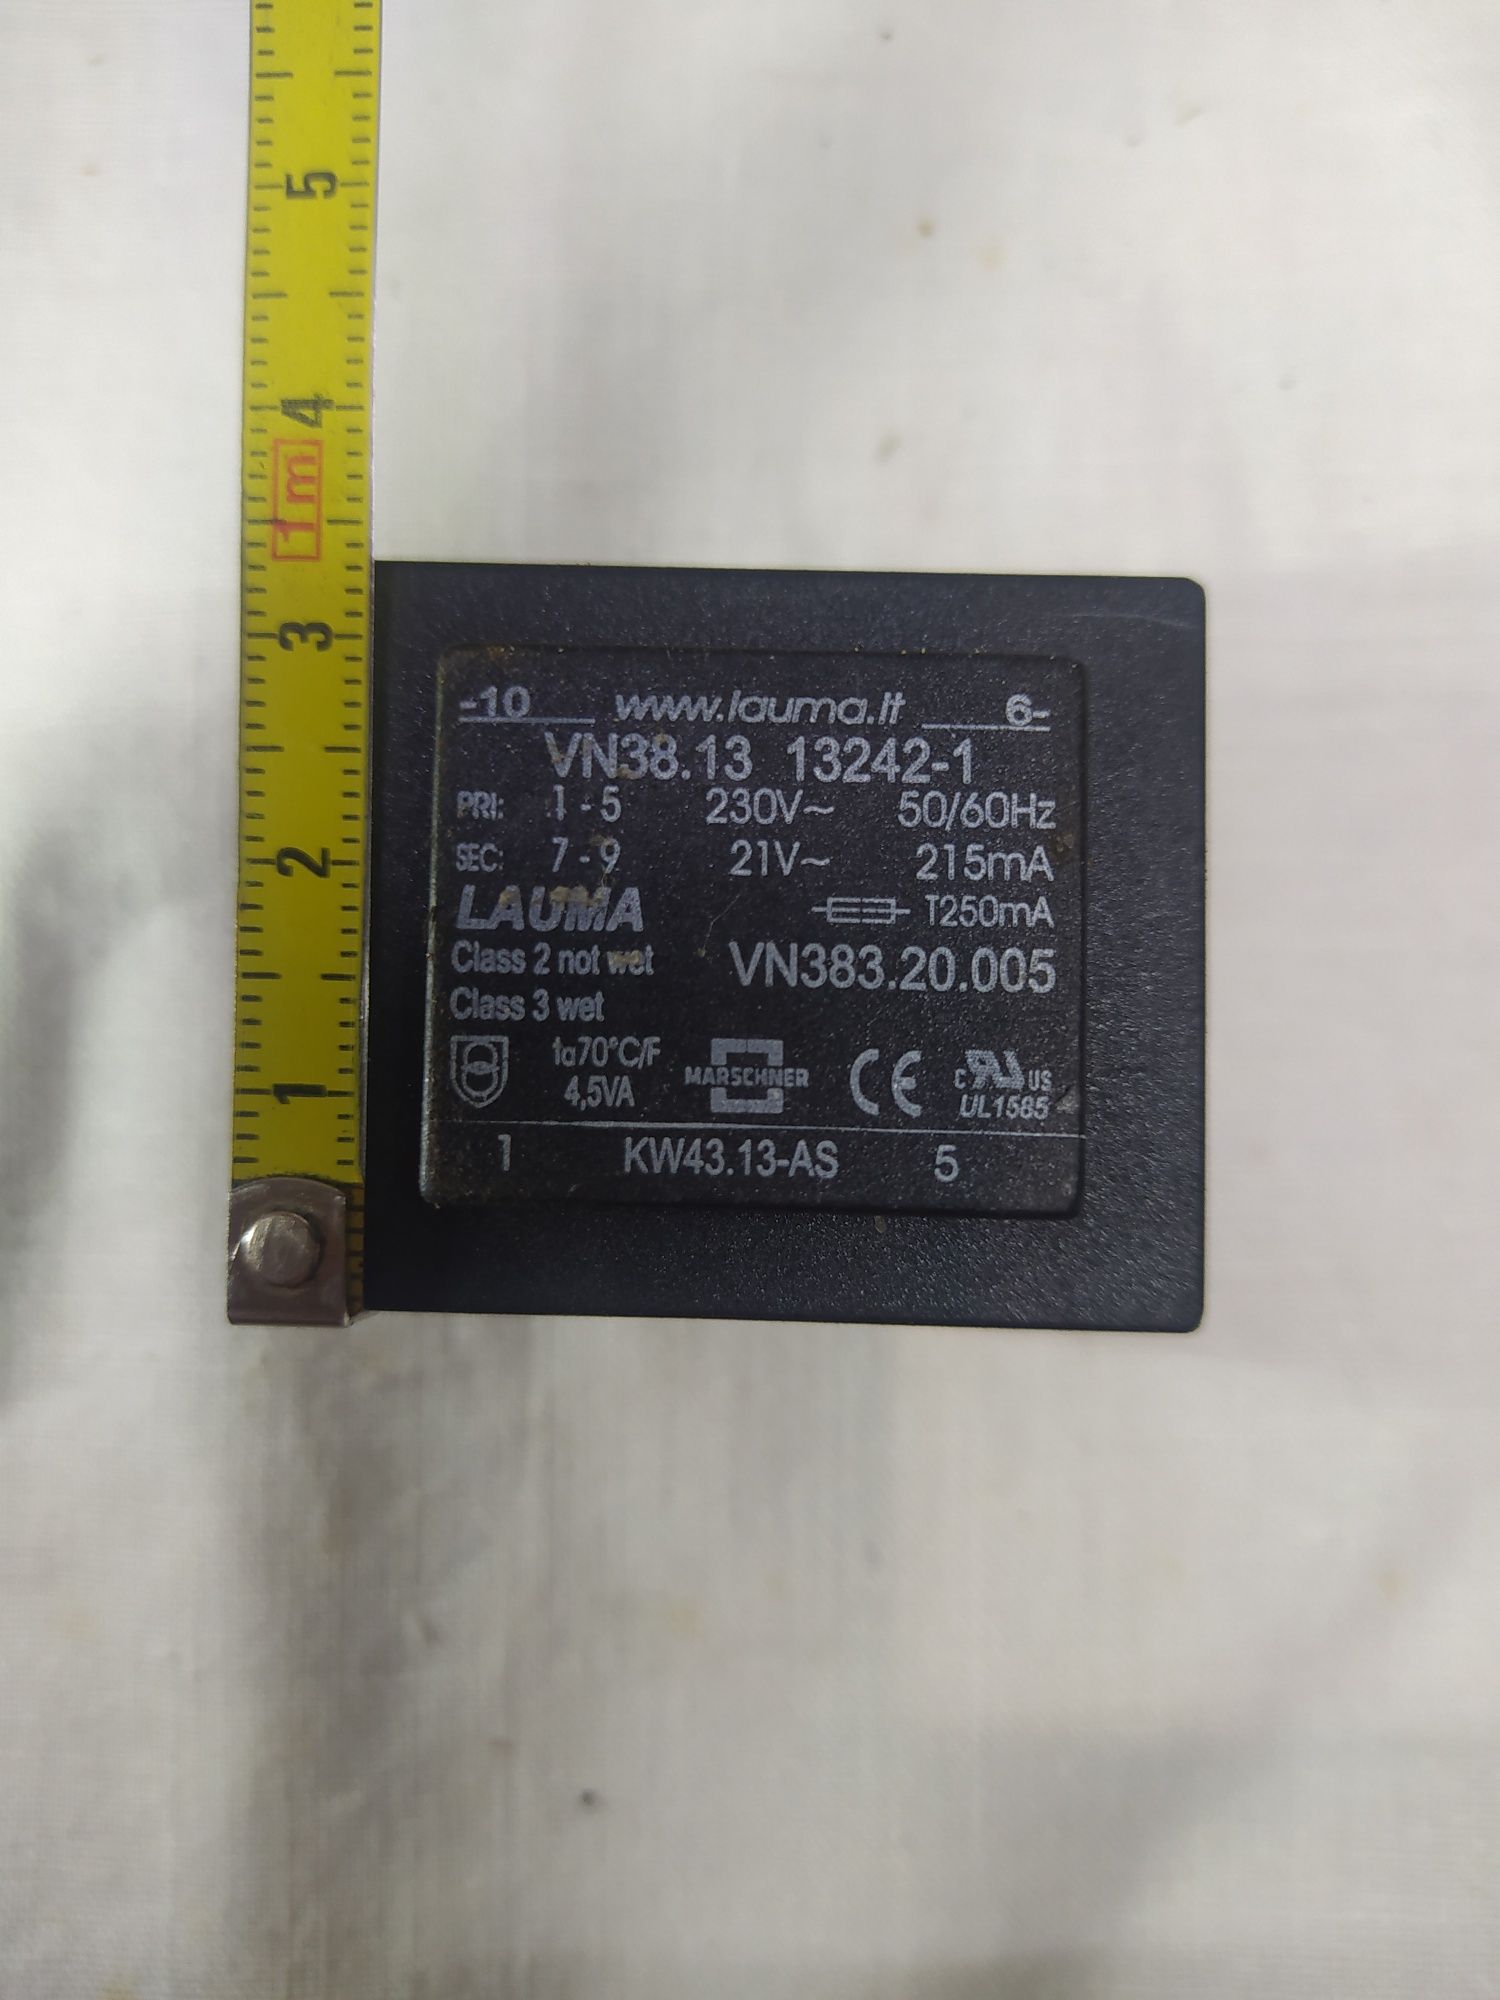 5
4
1m
3
2
1
-10 www.lauma.lt 6-
VN38.13 13242-1
PRI: 1 - 5 230V~ 50/60Hz
SEC: 7 - 9 21V~ 215mA
LAUMA T250mA
Class 2 not wet VN383.20.005
Class 3 wet
ta70°C/F
4,5VA
MARSCHNER
CE
c RU US
UL1585
1 KW43.13-AS 5